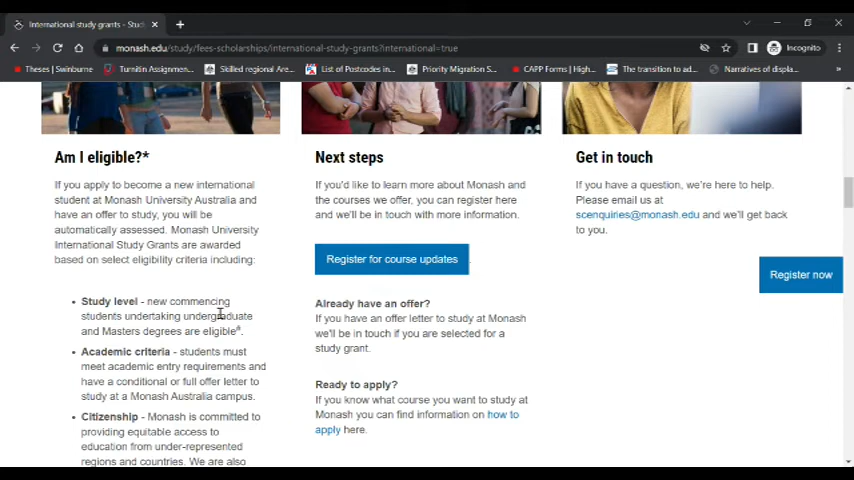 International study grants - Stud
monash.edu/study/fees-scholarships/international-study-grants?international=true
Incognito
Theses | Swinburne
Turnitin Assignmen...
Skilled regional Are...
List of Postcodes in...
Priority Migration S...
CAPP Forms | High...
The transition to ad...
Narratives of displa...
»
Am I eligible?*
If you apply to become a new international
student at Monash University Australia and
have an offer to study, you will be
automatically assessed. Monash University
International Study Grants are awarded
based on select eligibility criteria including:
• Study level - new commencing
students undertaking undergraduate
and Masters degrees are eligible#.
• Academic criteria - students must
meet academic entry requirements and
have a conditional or full offer letter to
study at a Monash Australia campus.
• Citizenship - Monash is committed to
providing equitable access to
education from under-represented
regions and countries. We are also
Next steps
If you'd like to learn more about Monash and
the courses we offer, you can register here
and we'll be in touch with more information.
Register for course updates
Already have an offer?
If you have an offer letter to study at Monash
we'll be in touch if you are selected for a
study grant.
Ready to apply?
If you know what course you want to study at
Monash you can find information on how to
apply here.
Get in touch
If you have a question, we're here to help.
Please email us at
scenquiries@monash.edu and we'll get back
to you.
Register now